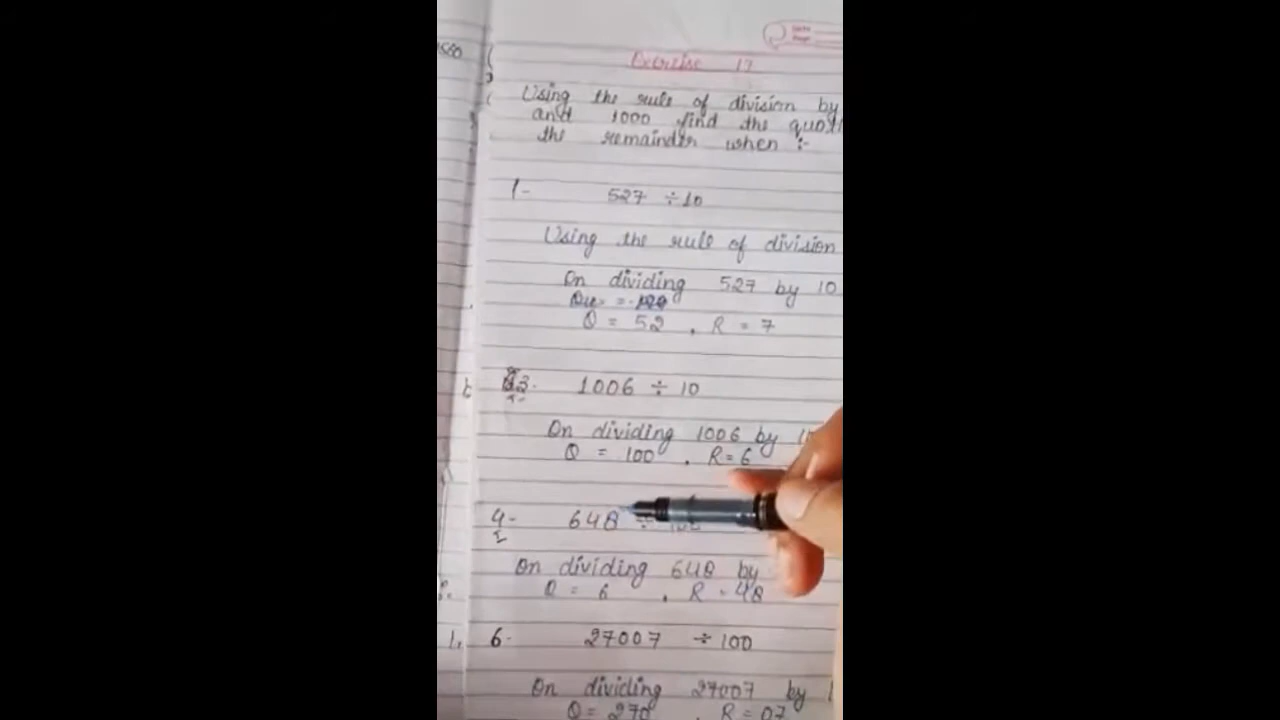 Exercise 17
Using the rule of division by
and 1000 find the quoti
the remainder when :-
1- 527 ÷ 10
Using the rule of division
On dividing 527 by 10
Q = 52 , R = 7
1006 ÷ 10
On dividing 1006 by
Q = 100 , R = 6
4- 648 ÷
On dividing 648 by
Q = 6 , R = 48
6- 27007 ÷ 100
On dividing 27007 by
Q = 270 , R = 07